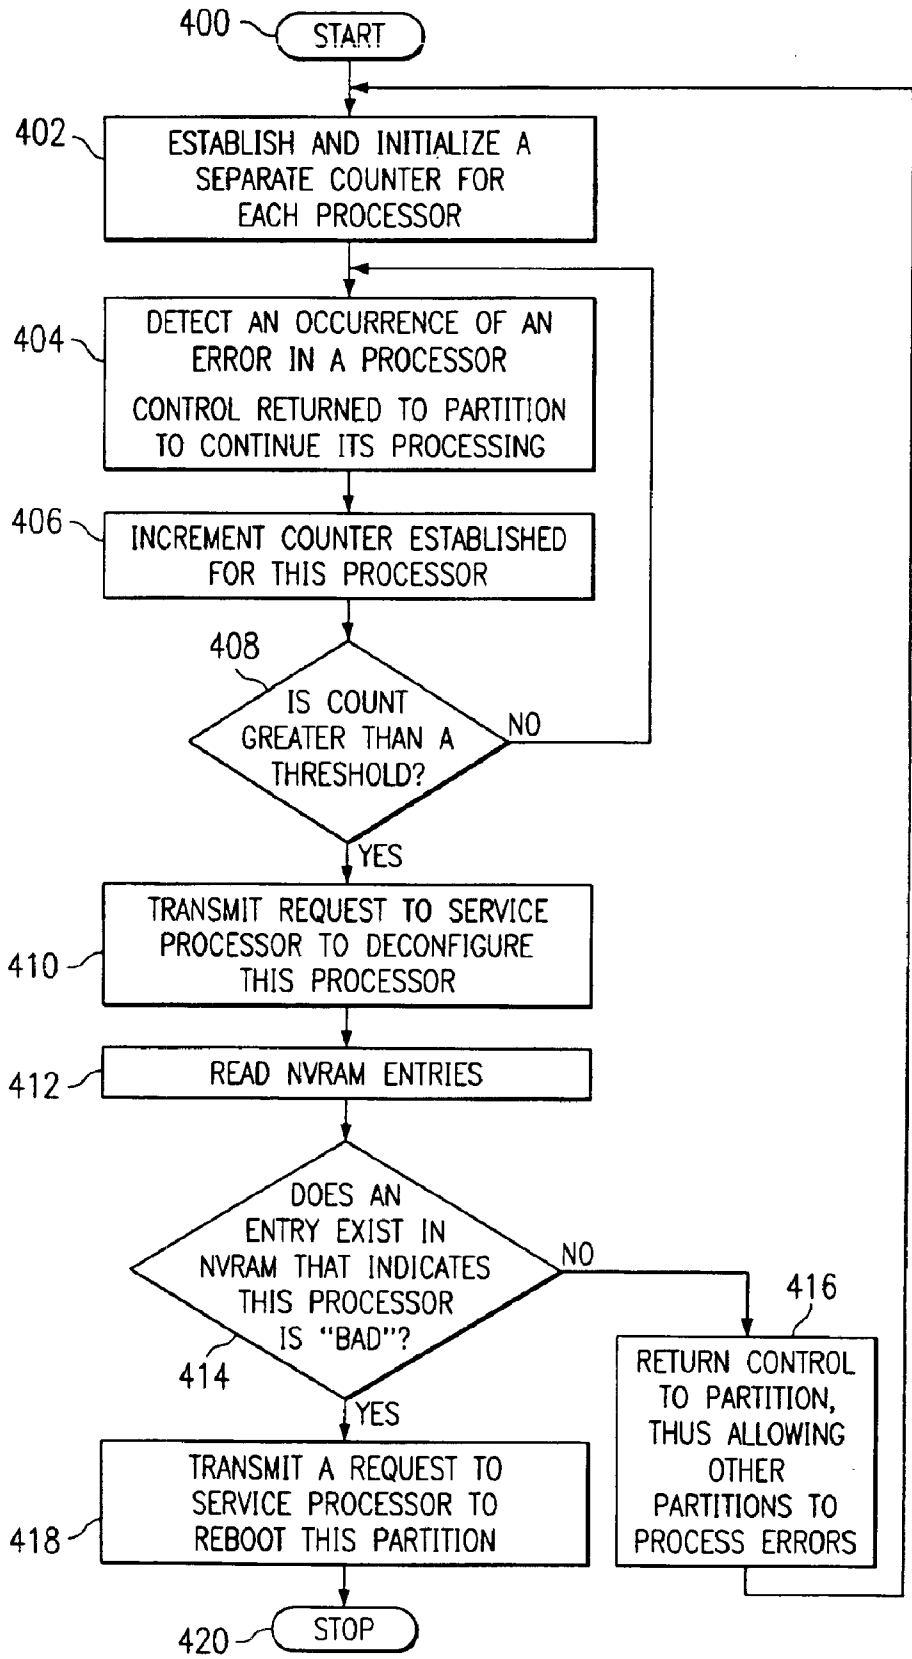 400
START
402
ESTABLISH AND INITIALIZE A
SEPARATE COUNTER FOR
EACH PROCESSOR
404
DETECT AN OCCURRENCE OF AN
ERROR IN A PROCESSOR
CONTROL RETURNED TO PARTITION
TO CONTINUE ITS PROCESSING
406
INCREMENT COUNTER ESTABLISHED
FOR THIS PROCESSOR
408
IS COUNT
GREATER THAN A
THRESHOLD?
NO
YES
410
TRANSMIT REQUEST TO SERVICE
PROCESSOR TO DECONFIGURE
THIS PROCESSOR
412
READ NVRAM ENTRIES
DOES AN
ENTRY EXIST IN
NVRAM THAT INDICATES
THIS PROCESSOR
IS "BAD"?
414
NO
YES
416
RETURN CONTROL
TO PARTITION,
THUS ALLOWING
OTHER
PARTITIONS TO
PROCESS ERRORS
418
TRANSMIT A REQUEST TO
SERVICE PROCESSOR TO
REBOOT THIS PARTITION
420
STOP